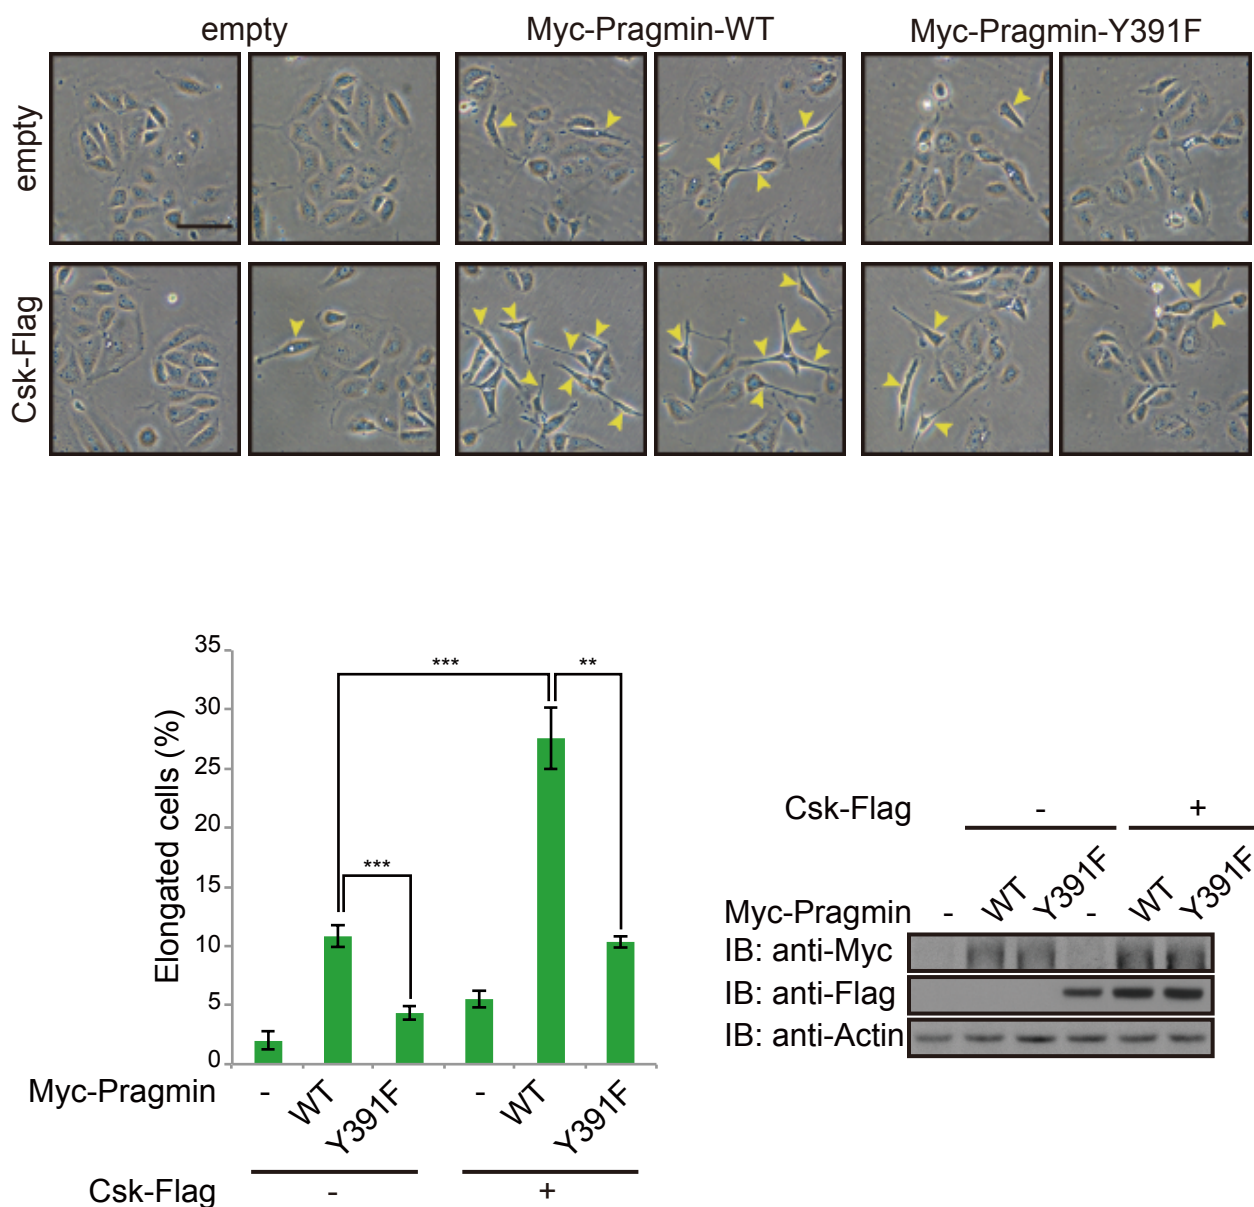 empty Myc-Pragmin-WT Myc-Pragmin-Y391F
empty
Csk-Flag
35
30
25
20
15
10
5
0
Elongated cells (%)
*** **
***
Myc-Pragmin - WT Y391F - WT Y391F
Csk-Flag - +
Csk-Flag - +
Myc-Pragmin - WT Y391F - WT Y391F
IB: anti-Myc
IB: anti-Flag
IB: anti-Actin